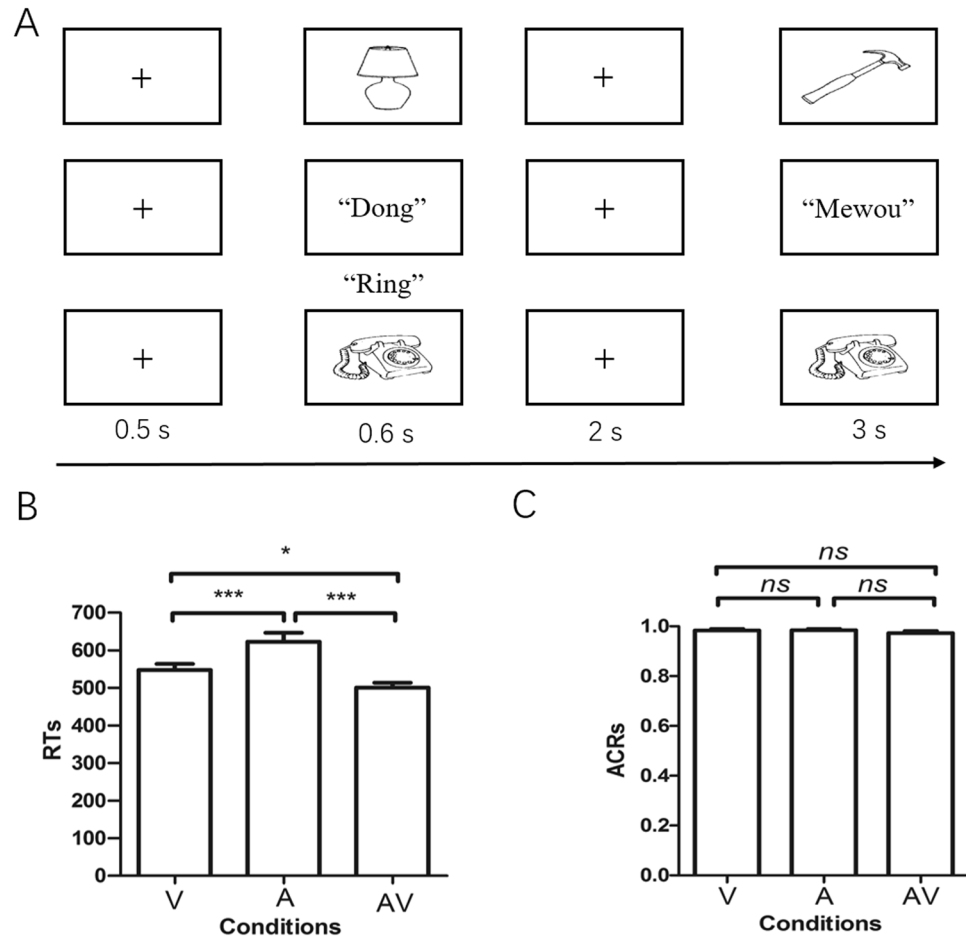 A
+
+
+
+
“Dong”
“Mewou”
“Ring”
+
+
0.5 s
0.6 s
2 s
3 s
B
*
***
***
700
600
500
400
300
200
100
0
RTs
V
A
AV
Conditions
C
ns
ns
ns
1.0
0.8
0.6
0.4
0.2
0.0
ACRs
V
A
AV
Conditions